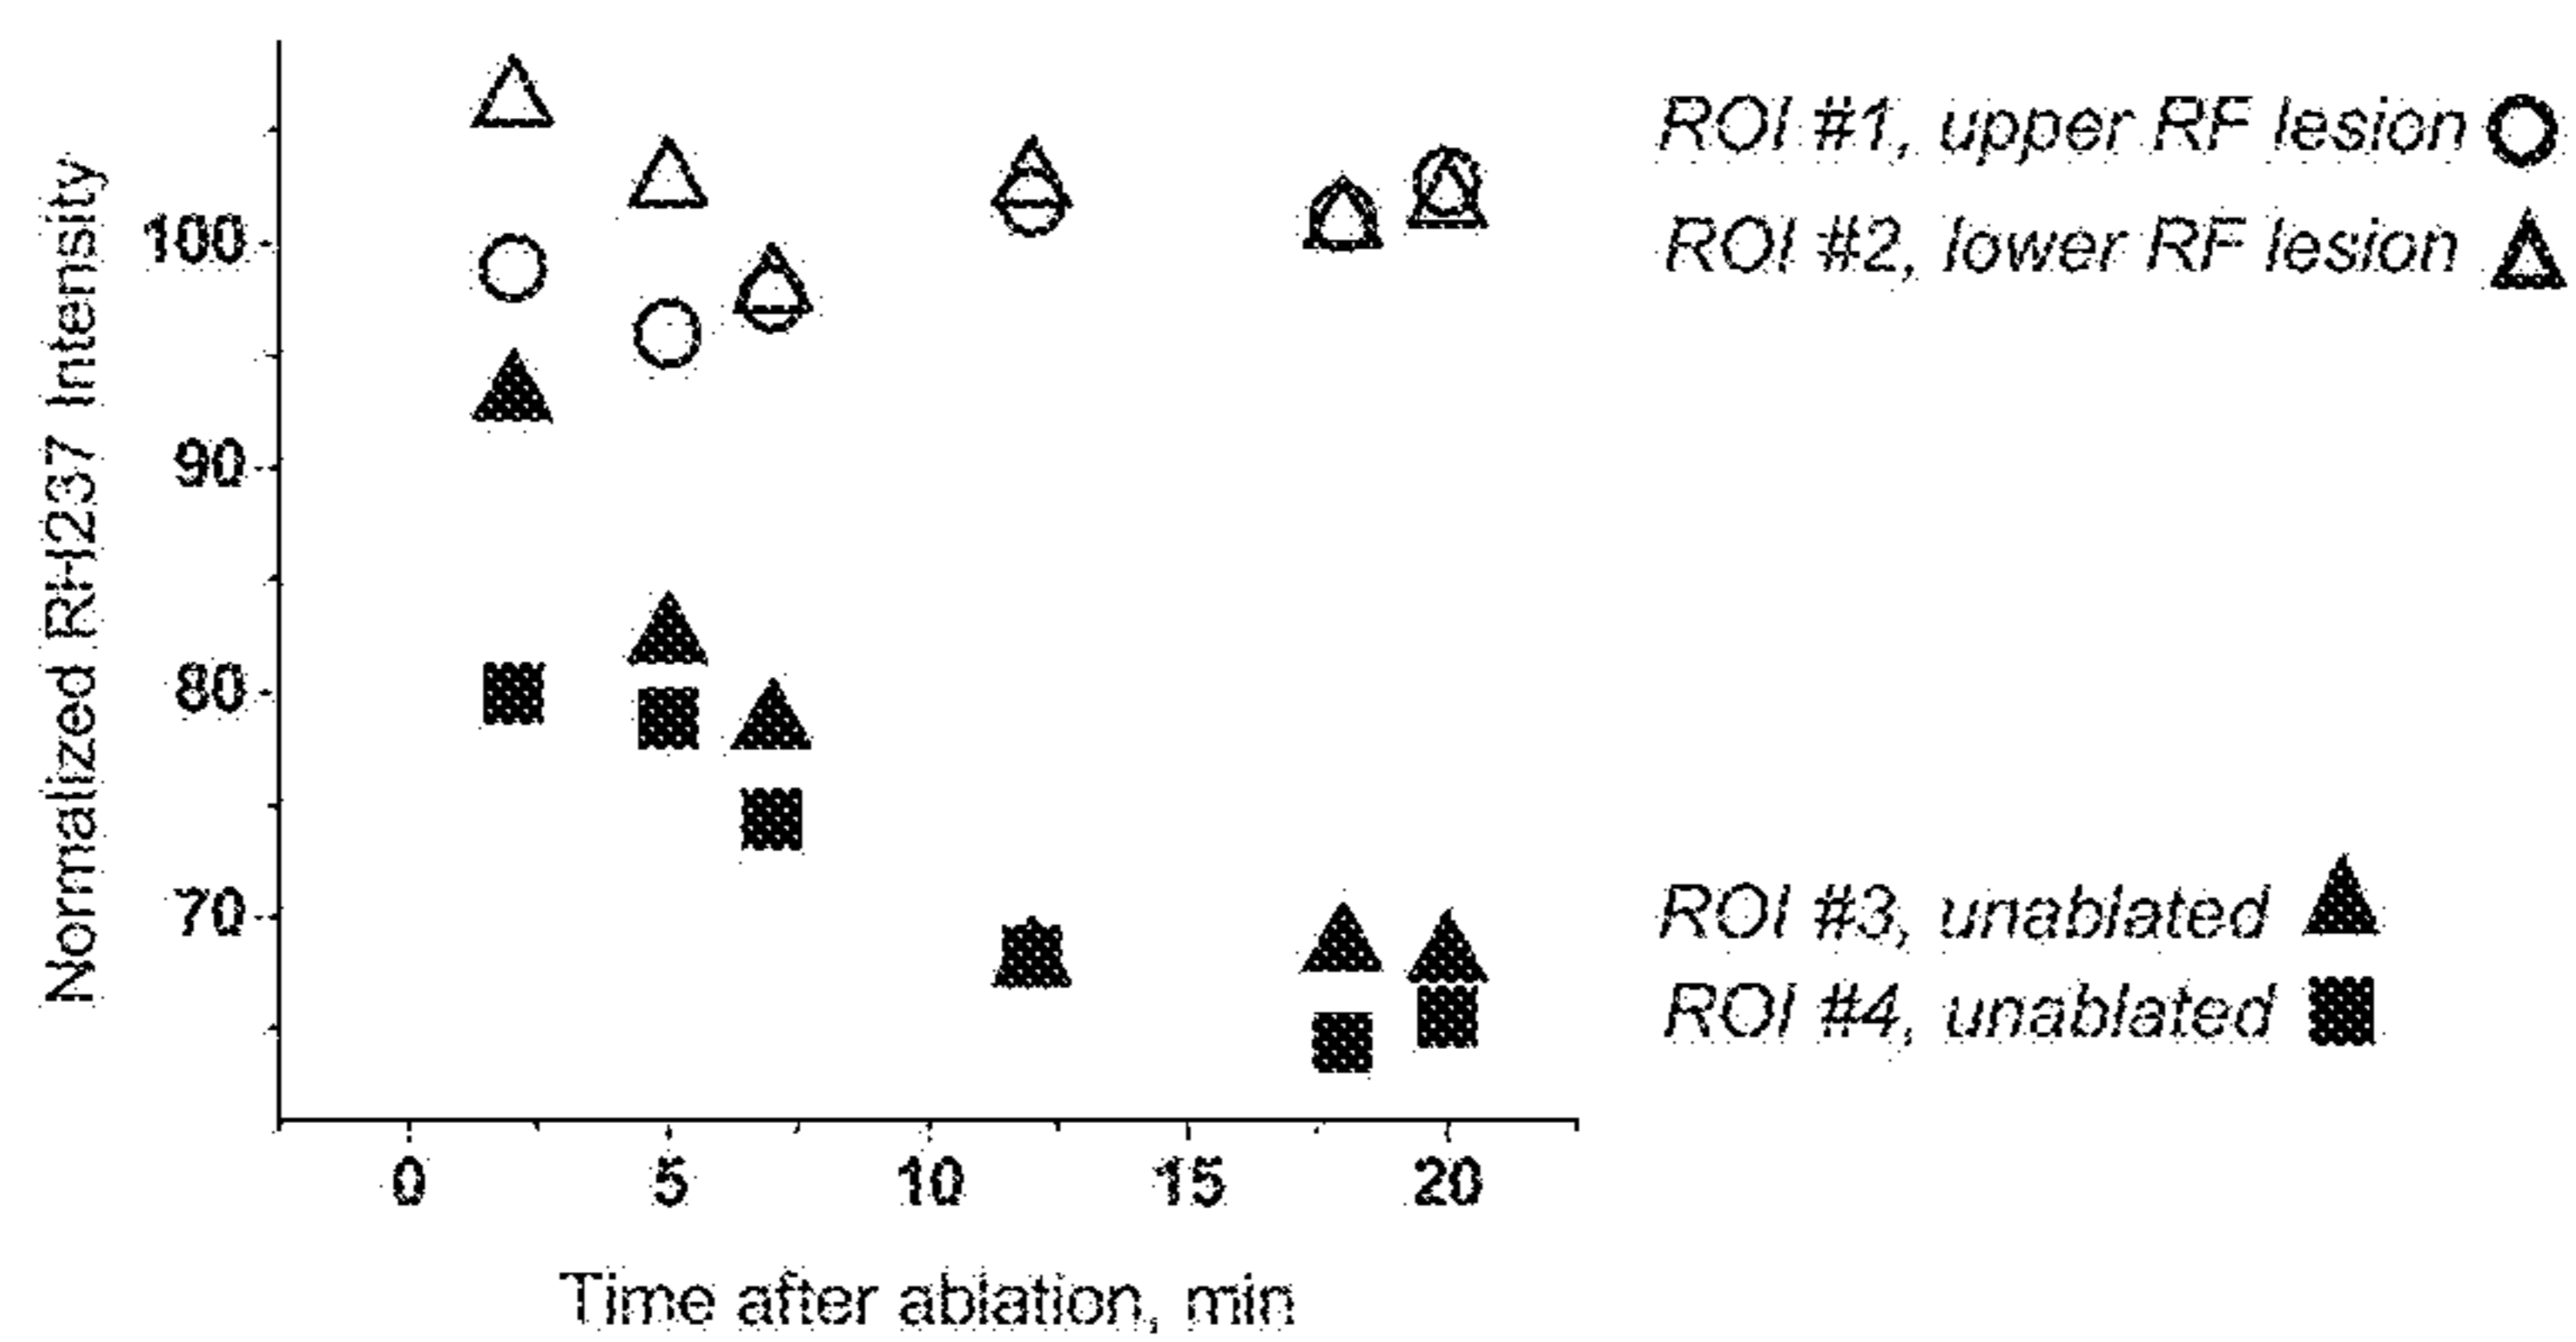 Normalized RH237 Intensity
100
90
80
70
0 5 10 15 20
Time after ablation, min
ROI #1, upper RF lesion
ROI #2, lower RF lesion
ROI #3, unablated
ROI #4, unablated